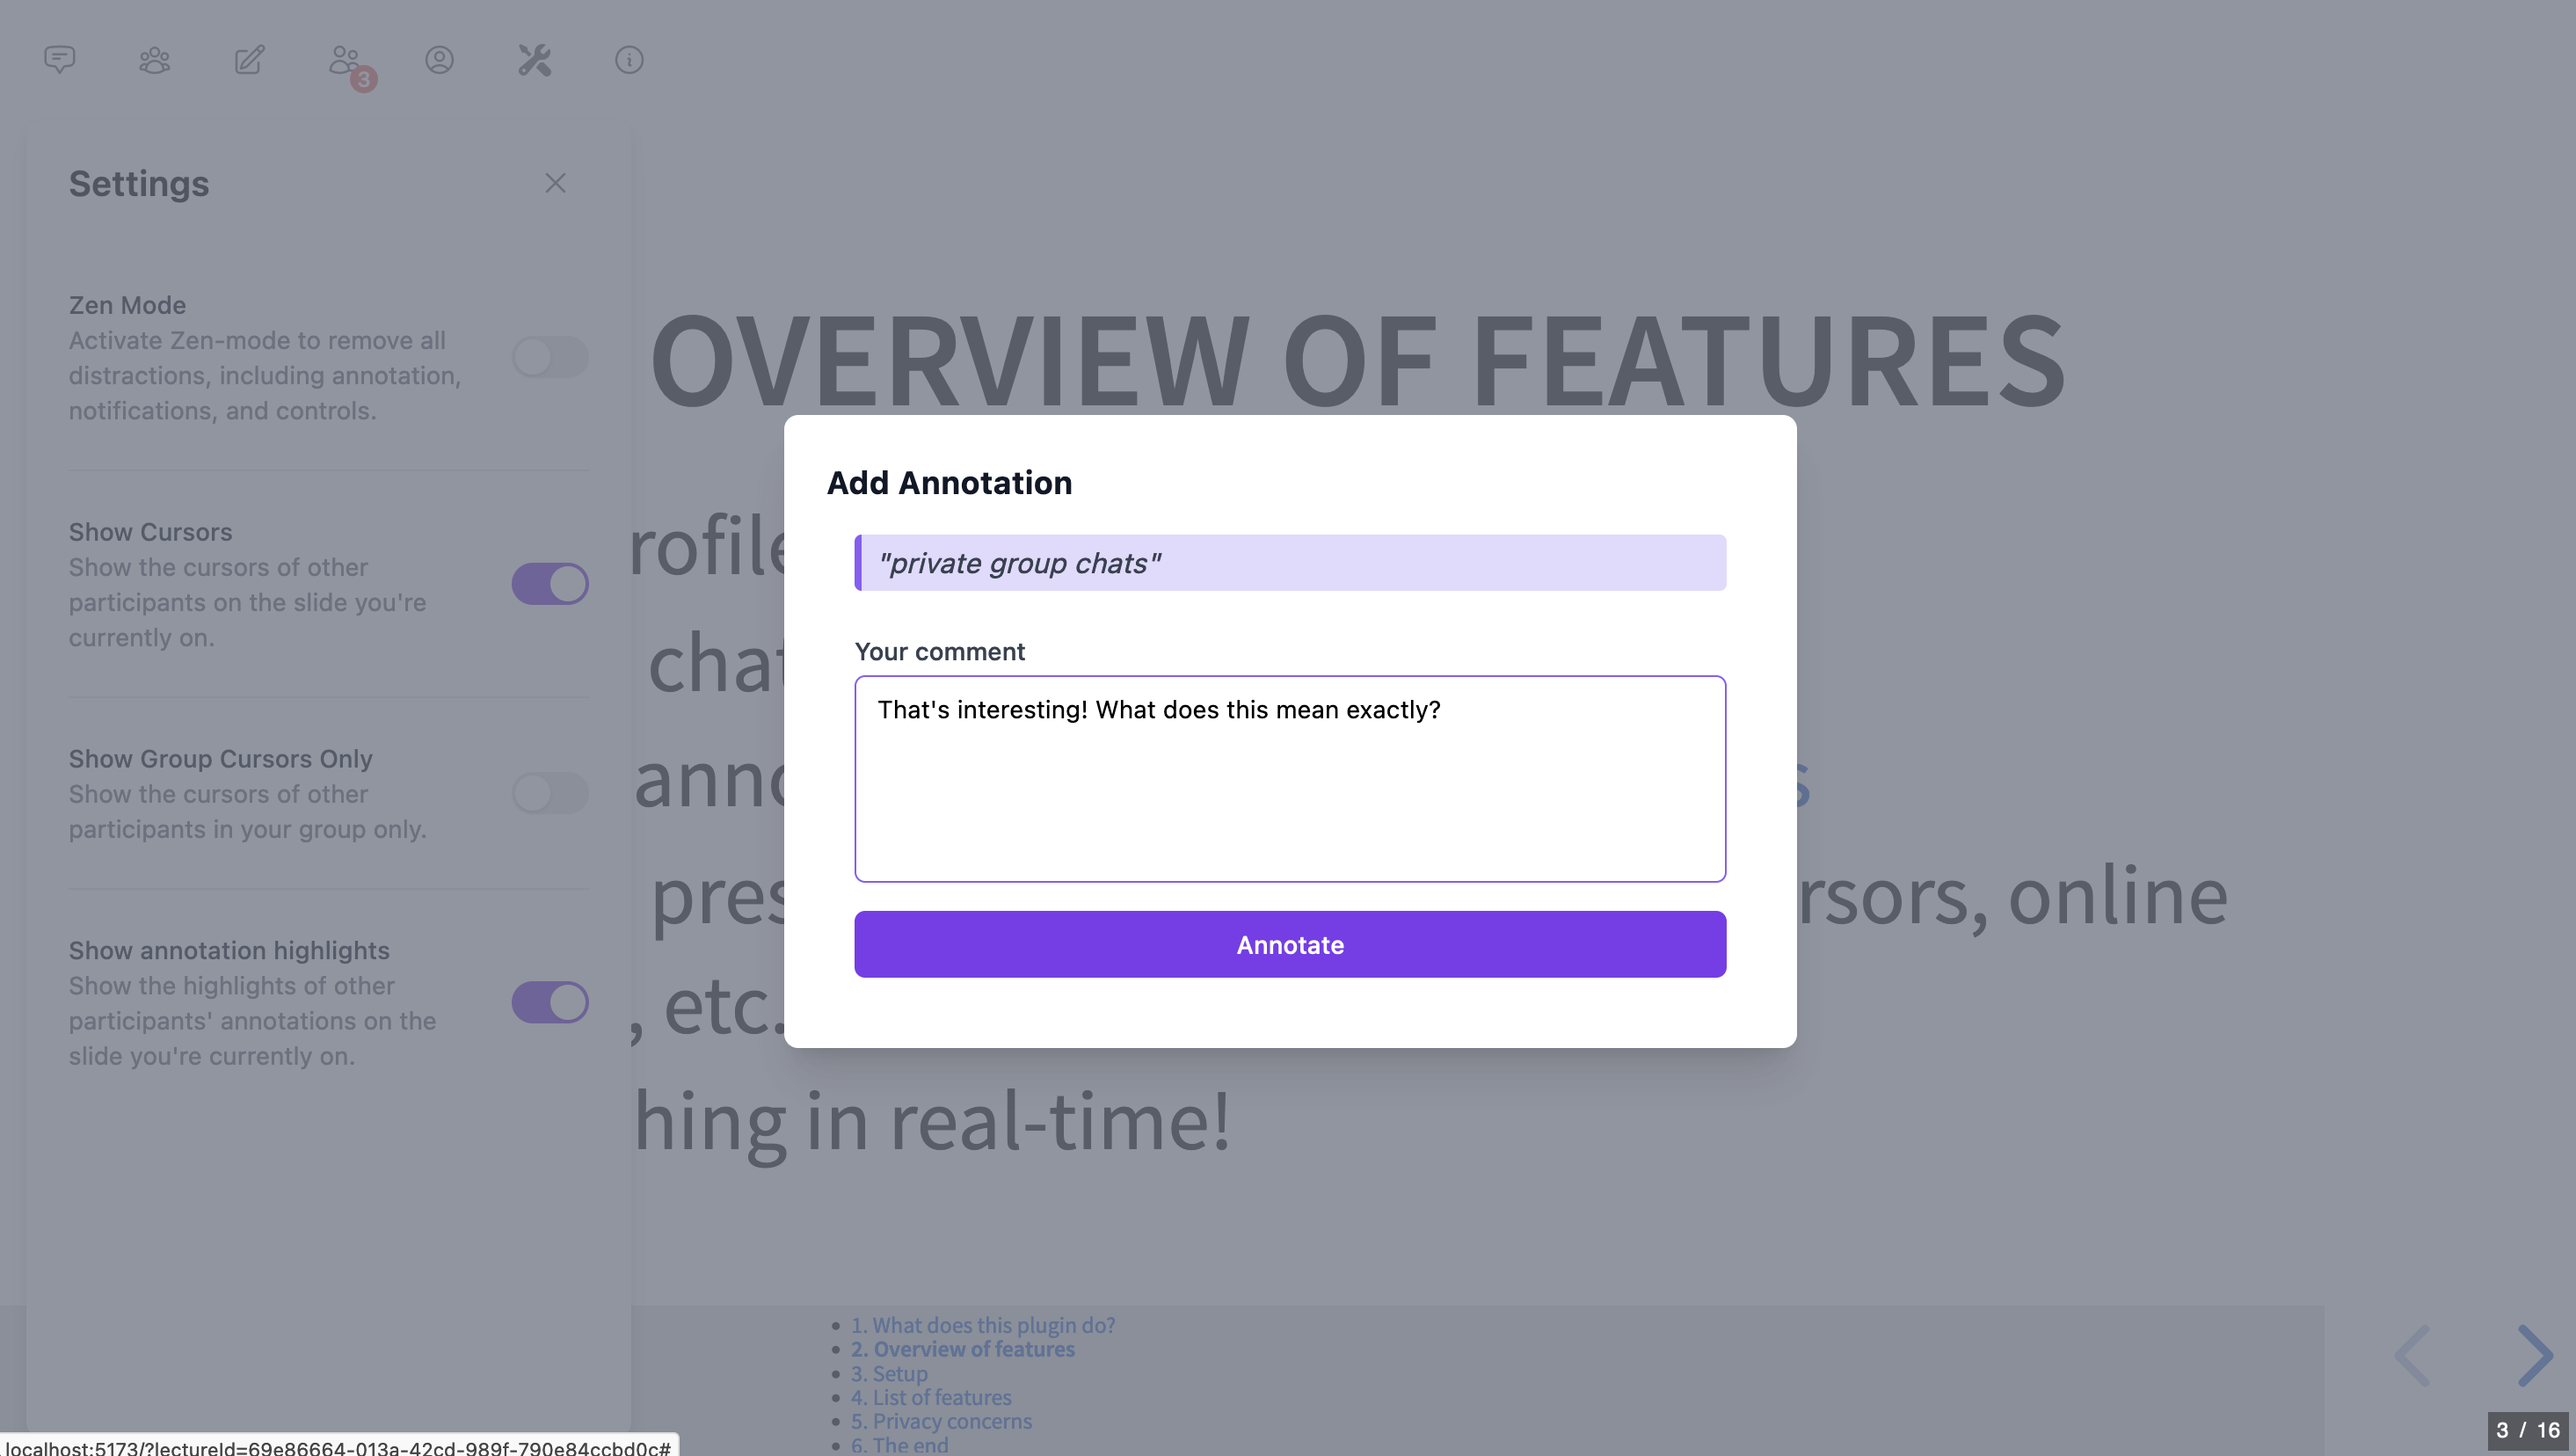 3
Settings
Zen Mode
Activate Zen-mode to remove all
distractions, including annotation,
notifications, and controls.
Show Cursors
Show the cursors of other
participants on the slide you're
currently on.
Show Group Cursors Only
Show the cursors of other
participants in your group only.
Show annotation highlights
Show the highlights of other
participants' annotations on the
slide you're currently on.
OVERVIEW OF FEATURES
rsors, online
, etc.
hing in real-time!
Add Annotation
"private group chats"
Your comment
That's interesting! What does this mean exactly?
Annotate
1. What does this plugin do?
2. Overview of features
3. Setup
4. List of features
5. Privacy concerns
6. The end
localhost:5173/?lectureId=69e86664-013a-42cd-989f-790e84ccbd0c#
3 / 16